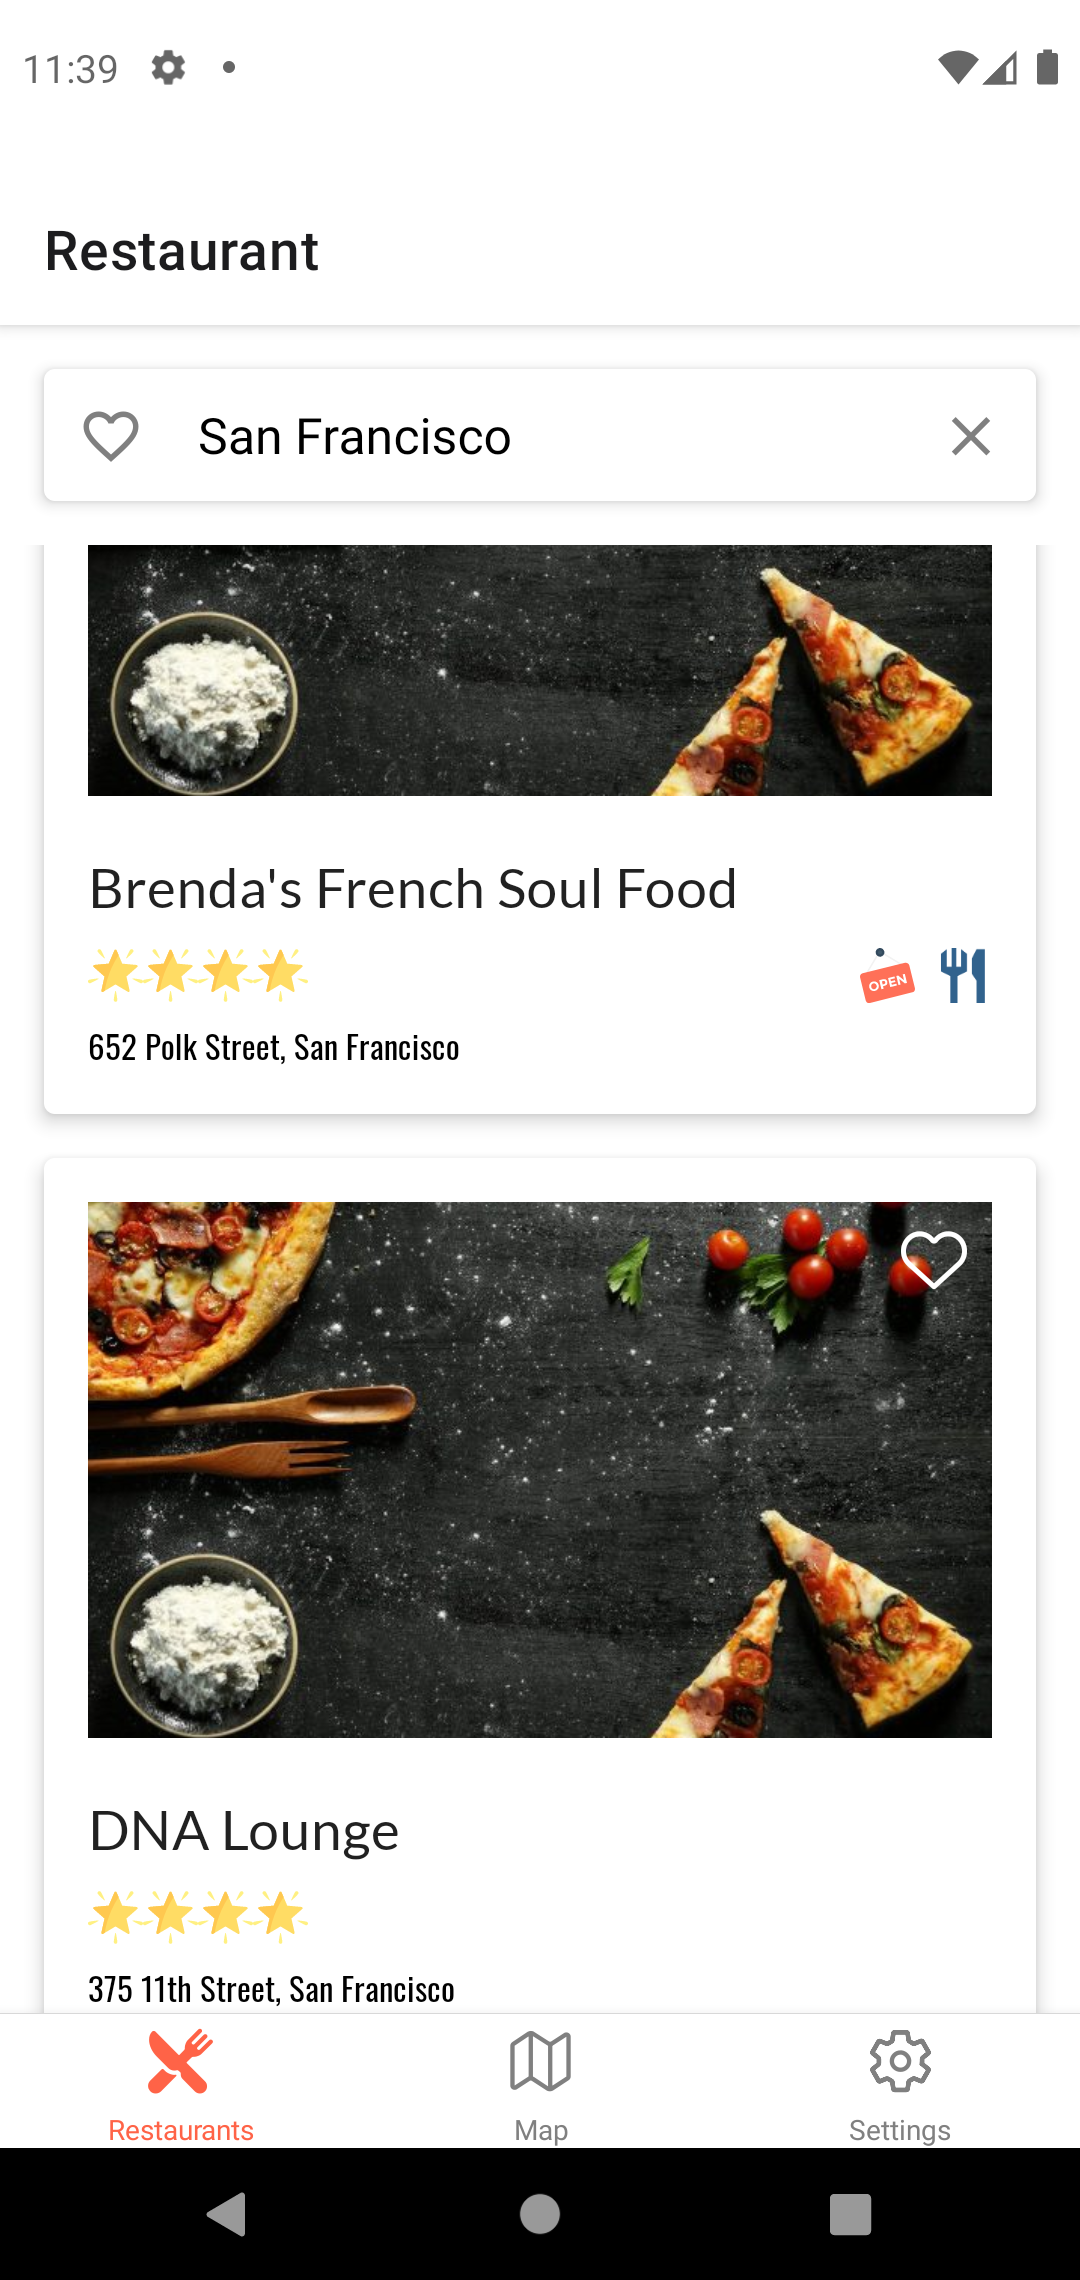 11:39
Restaurant
San Francisco
Brenda's French Soul Food
OPEN
652 Polk Street, San Francisco
DNA Lounge
375 11th Street, San Francisco
Restaurants
Map
Settings